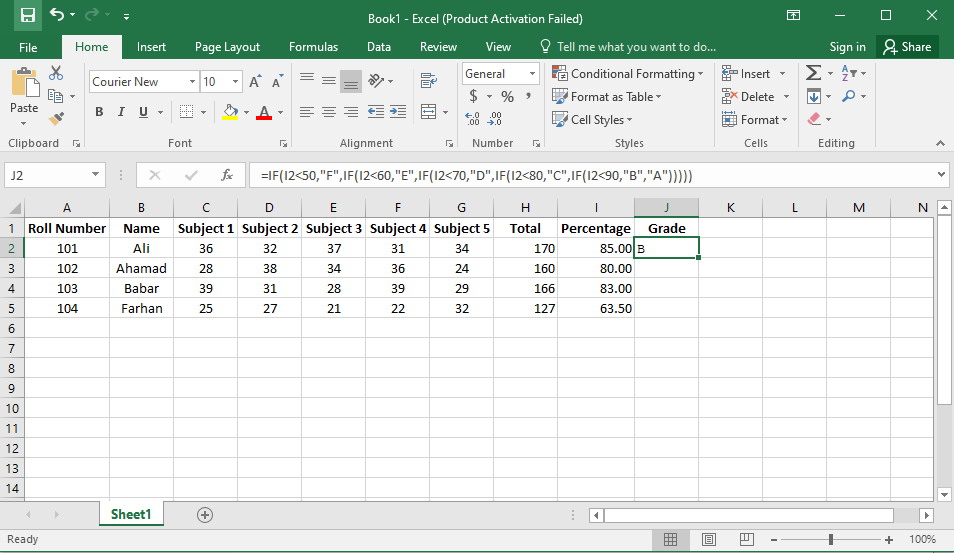 Book1 - Excel (Product Activation Failed)
File Home Insert Page Layout Formulas Data Review View Tell me what you want to do... Sign in Share
Paste
Courier New 10 A A
B I U A
General
$ % ,
.0 .00
.00 .0
Conditional Formatting
Format as Table
Cell Styles
Insert
Delete
Format
Σ A Z
Clipboard Font Alignment Number Styles Cells Editing
J2 fx =IF(I2<50,"F",IF(I2<60,"E",IF(I2<70,"D",IF(I2<80,"C",IF(I2<90,"B","A")))))
A B C D E F G H I J K L M N
1 Roll Number Name Subject 1 Subject 2 Subject 3 Subject 4 Subject 5 Total Percentage Grade
2 101 Ali 36 32 37 31 34 170 85.00 B
3 102 Ahamad 28 38 34 36 24 160 80.00
4 103 Babar 39 31 28 39 29 166 83.00
5 104 Farhan 25 27 21 22 32 127 63.50
6
7
8
9
10
11
12
13
14
Sheet1
Ready 100%